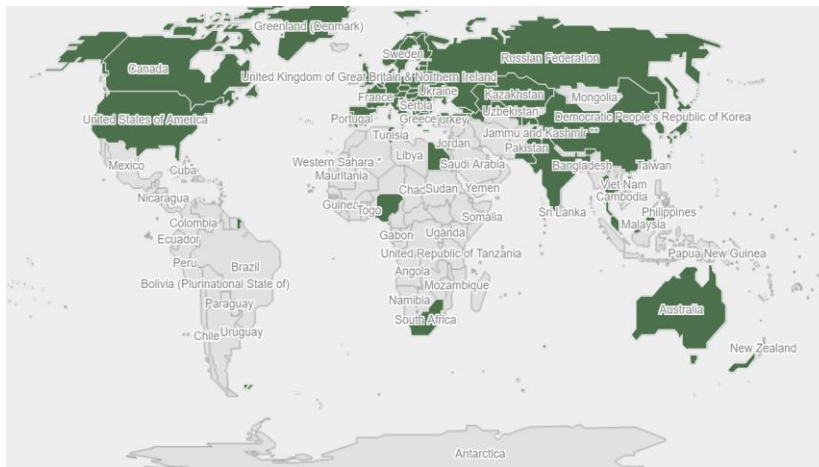 Greenland (Denmark)
Sweden
Russian Federation
Canada
United Kingdom of Great Britain & Northern Ireland
Ukraine
Kazakhstan
Mongolia
France
Serbia
Uzbekistan
United States of America
Portugal
Greece
Turkey
Democratic People's Republic of Korea
Tunisia
Jammu and Kashmir **
Jordan
Pakistan
Libya
Mexico
Cuba
Western Sahara
Saudi Arabia
Bangladesh
Taiwan
Mauritania
Chad
Sudan
Yemen
Viet Nam
Nicaragua
Cambodia
Guinea
Togo
Somalia
Sri Lanka
Philippines
Colombia
Malaysia
Ecuador
Gabon
Uganda
United Republic of Tanzania
Papua New Guinea
Peru
Brazil
Angola
Bolivia (Plurinational State of)
Mozambique
Paraguay
Namibia
Australia
South Africa
Chile
Uruguay
New Zealand
Antarctica